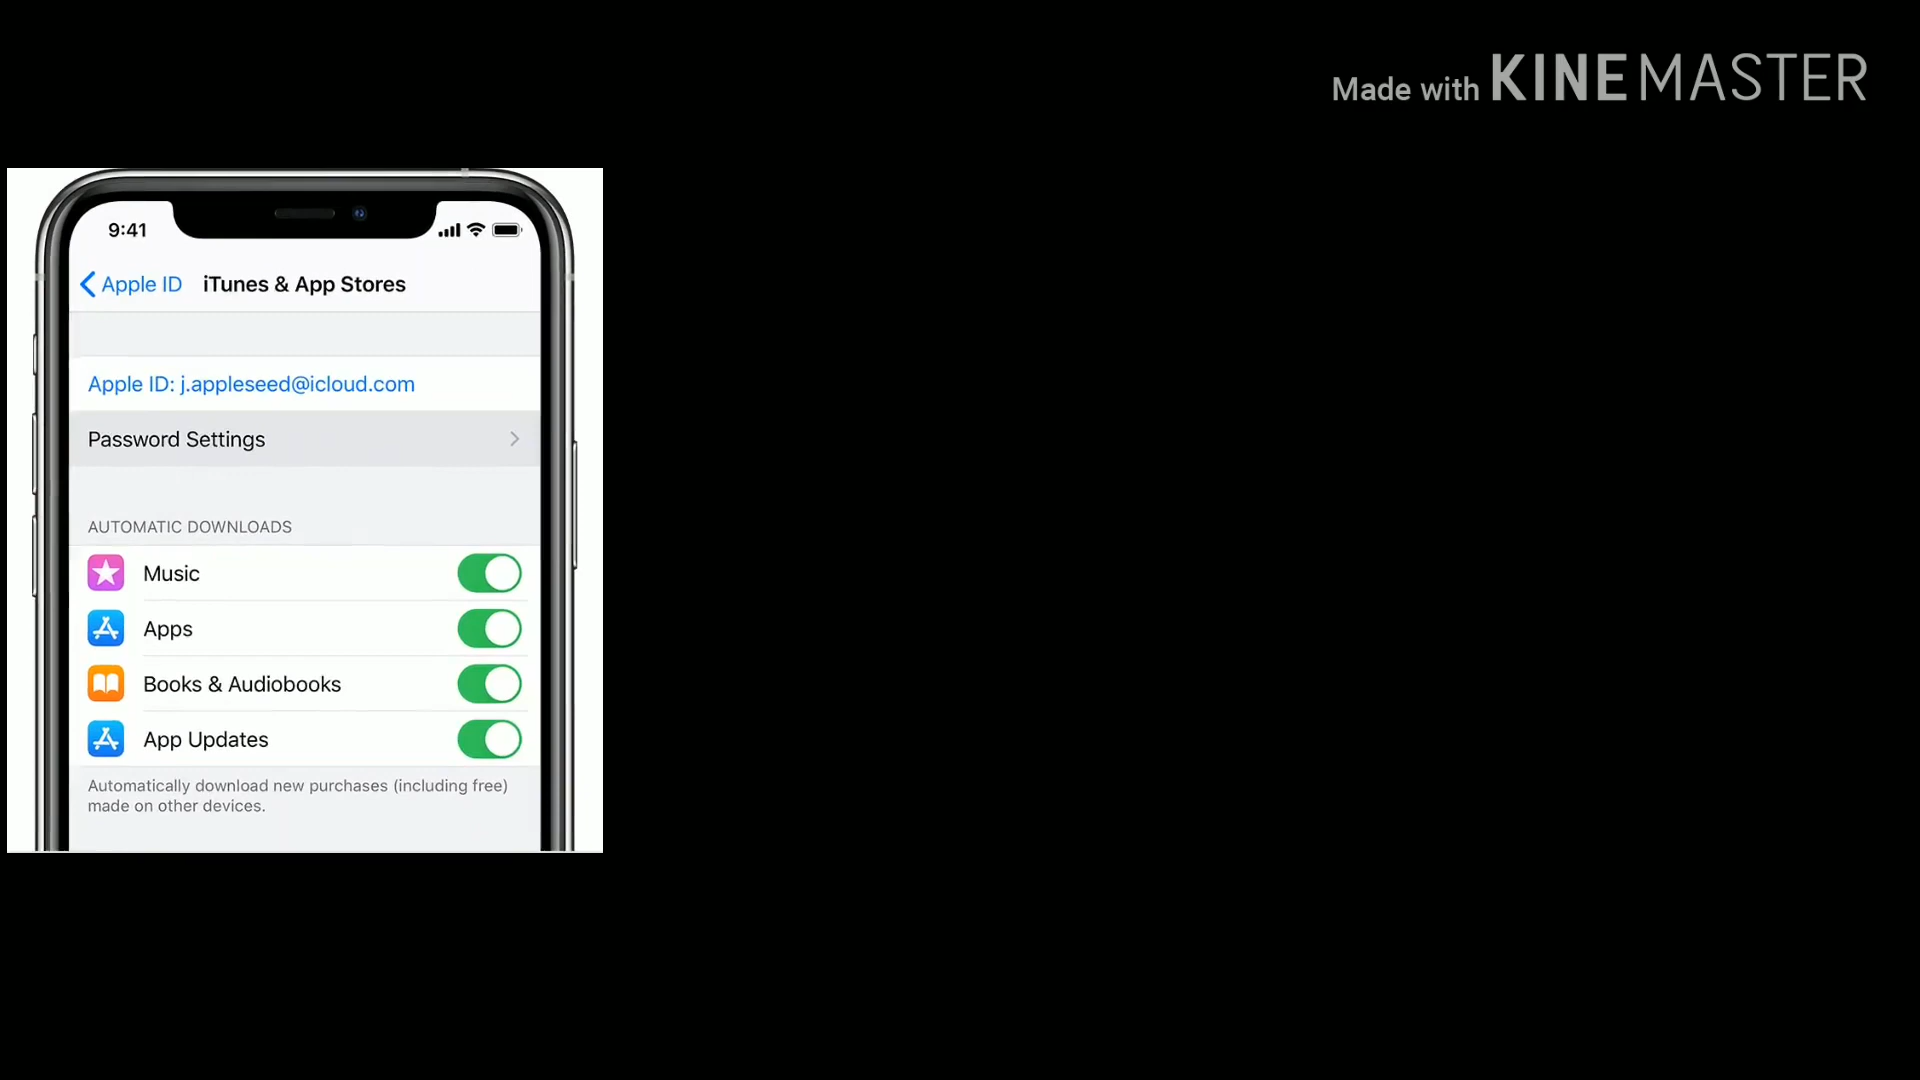 Made with KINEMASTER
9:41
Apple ID iTunes & App Stores
Apple ID: j.appleseed@icloud.com
Password Settings
AUTOMATIC DOWNLOADS
Music
Apps
Books & Audiobooks
App Updates
Automatically download new purchases (including free)
made on other devices.